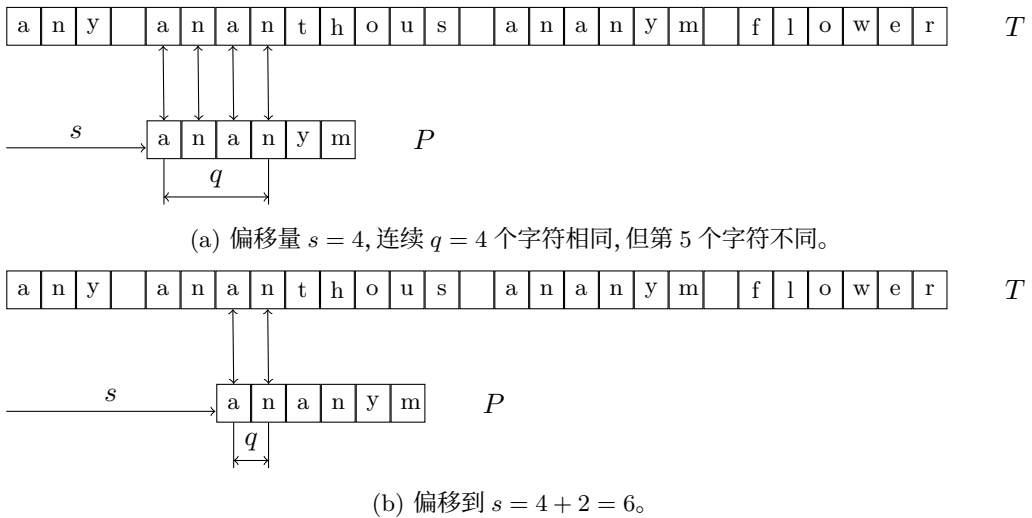 a n y a n a n t h o u s a n a n y m f l o w e r T
s a n a n y m P
q
(a) 偏移量 s = 4, 连续 q = 4 个字符相同, 但第 5 个字符不同。
a n y a n a n t h o u s a n a n y m f l o w e r T
s a n a n y m P
q
(b) 偏移到 s = 4 + 2 = 6。